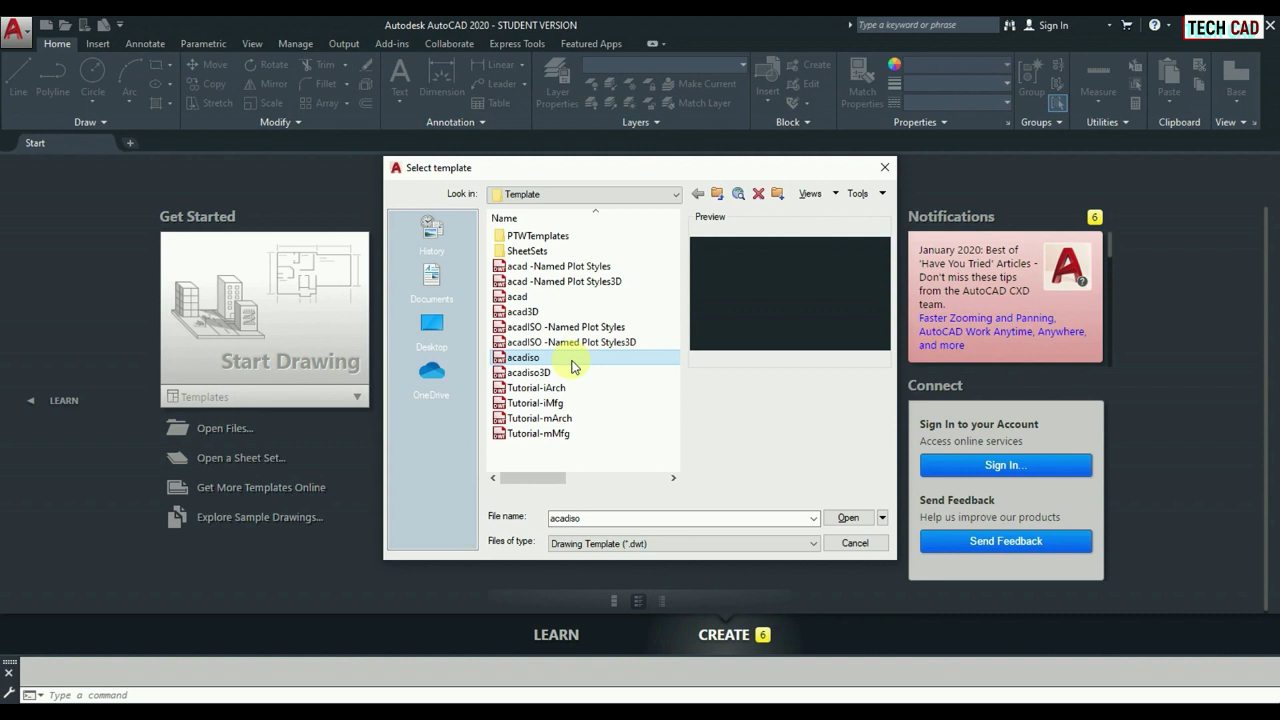 Autodesk AutoCAD 2020 - STUDENT VERSION
Type a keyword or phrase
Sign In
TECH CAD
Home Insert Annotate Parametric View Manage Output Add-ins Collaborate Express Tools Featured Apps
Line
Polyline
Circle
Arc
Draw
Move
Rotate
Trim
Copy
Mirror
Fillet
Stretch
Scale
Array
Modify
Text
Dimension
Linear
Leader
Table
Annotation
Layer
Properties
Make Current
Match Layer
Layers
Insert
Create
Edit
Block
Match
Properties
Properties
Group
Groups
Measure
Utilities
Paste
Clipboard
Base
View
Start
Select template
Look in:
Template
Views
Tools
History
Documents
Desktop
OneDrive
Name
PTWTemplates
SheetSets
acad -Named Plot Styles
acad -Named Plot Styles3D
acad
acad3D
acadISO -Named Plot Styles
acadISO -Named Plot Styles3D
acadiso
acadiso3D
Tutorial-iArch
Tutorial-iMfg
Tutorial-mArch
Tutorial-mMfg
Preview
File name:
acadiso
Open
Files of type:
Drawing Template (*.dwt)
Cancel
Get Started
Start Drawing
Templates
LEARN
Open Files...
Open a Sheet Set...
Get More Templates Online
Explore Sample Drawings...
Notifications
6
January 2020: Best of
'Have You Tried' Articles -
Don't miss these tips
from the AutoCAD CXD
team.
Faster Zooming and Panning,
AutoCAD Work Anytime, Anywhere,
and more
Connect
Sign In to your Account
Access online services
Sign In...
Send Feedback
Help us improve our products
Send Feedback
LEARN
CREATE 6
Type a command